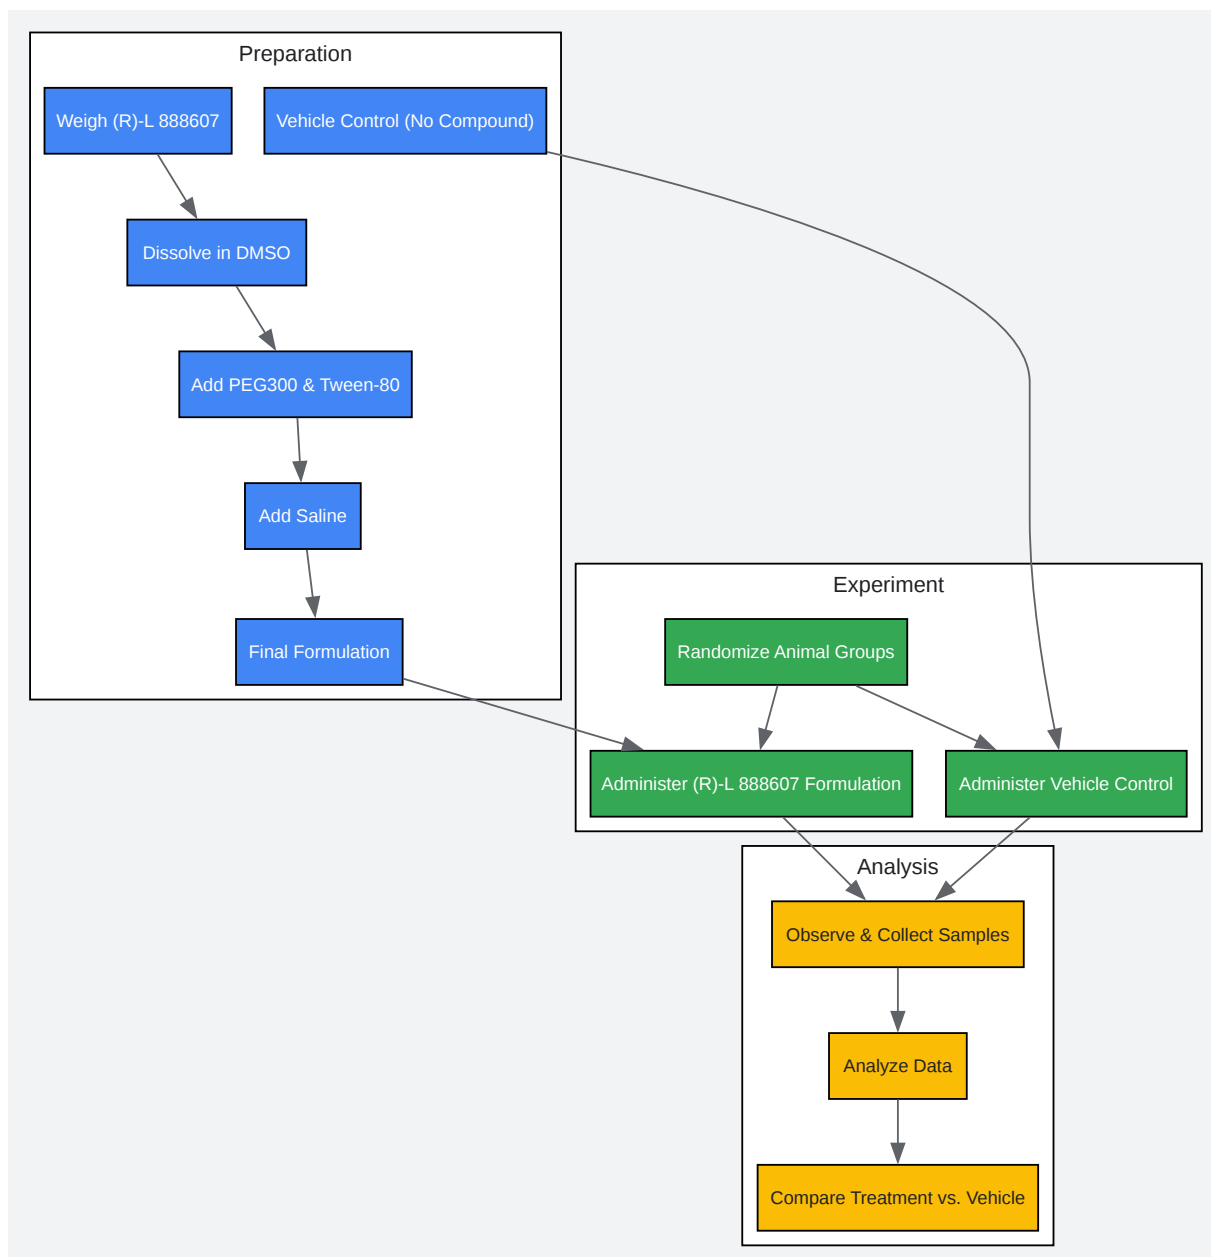 Preparation
Weigh (R)-L 888607
Vehicle Control (No Compound)
Dissolve in DMSO
Add PEG300 & Tween-80
Add Saline
Final Formulation
Experiment
Randomize Animal Groups
Administer (R)-L 888607 Formulation
Administer Vehicle Control
Analysis
Observe & Collect Samples
Analyze Data
Compare Treatment vs. Vehicle